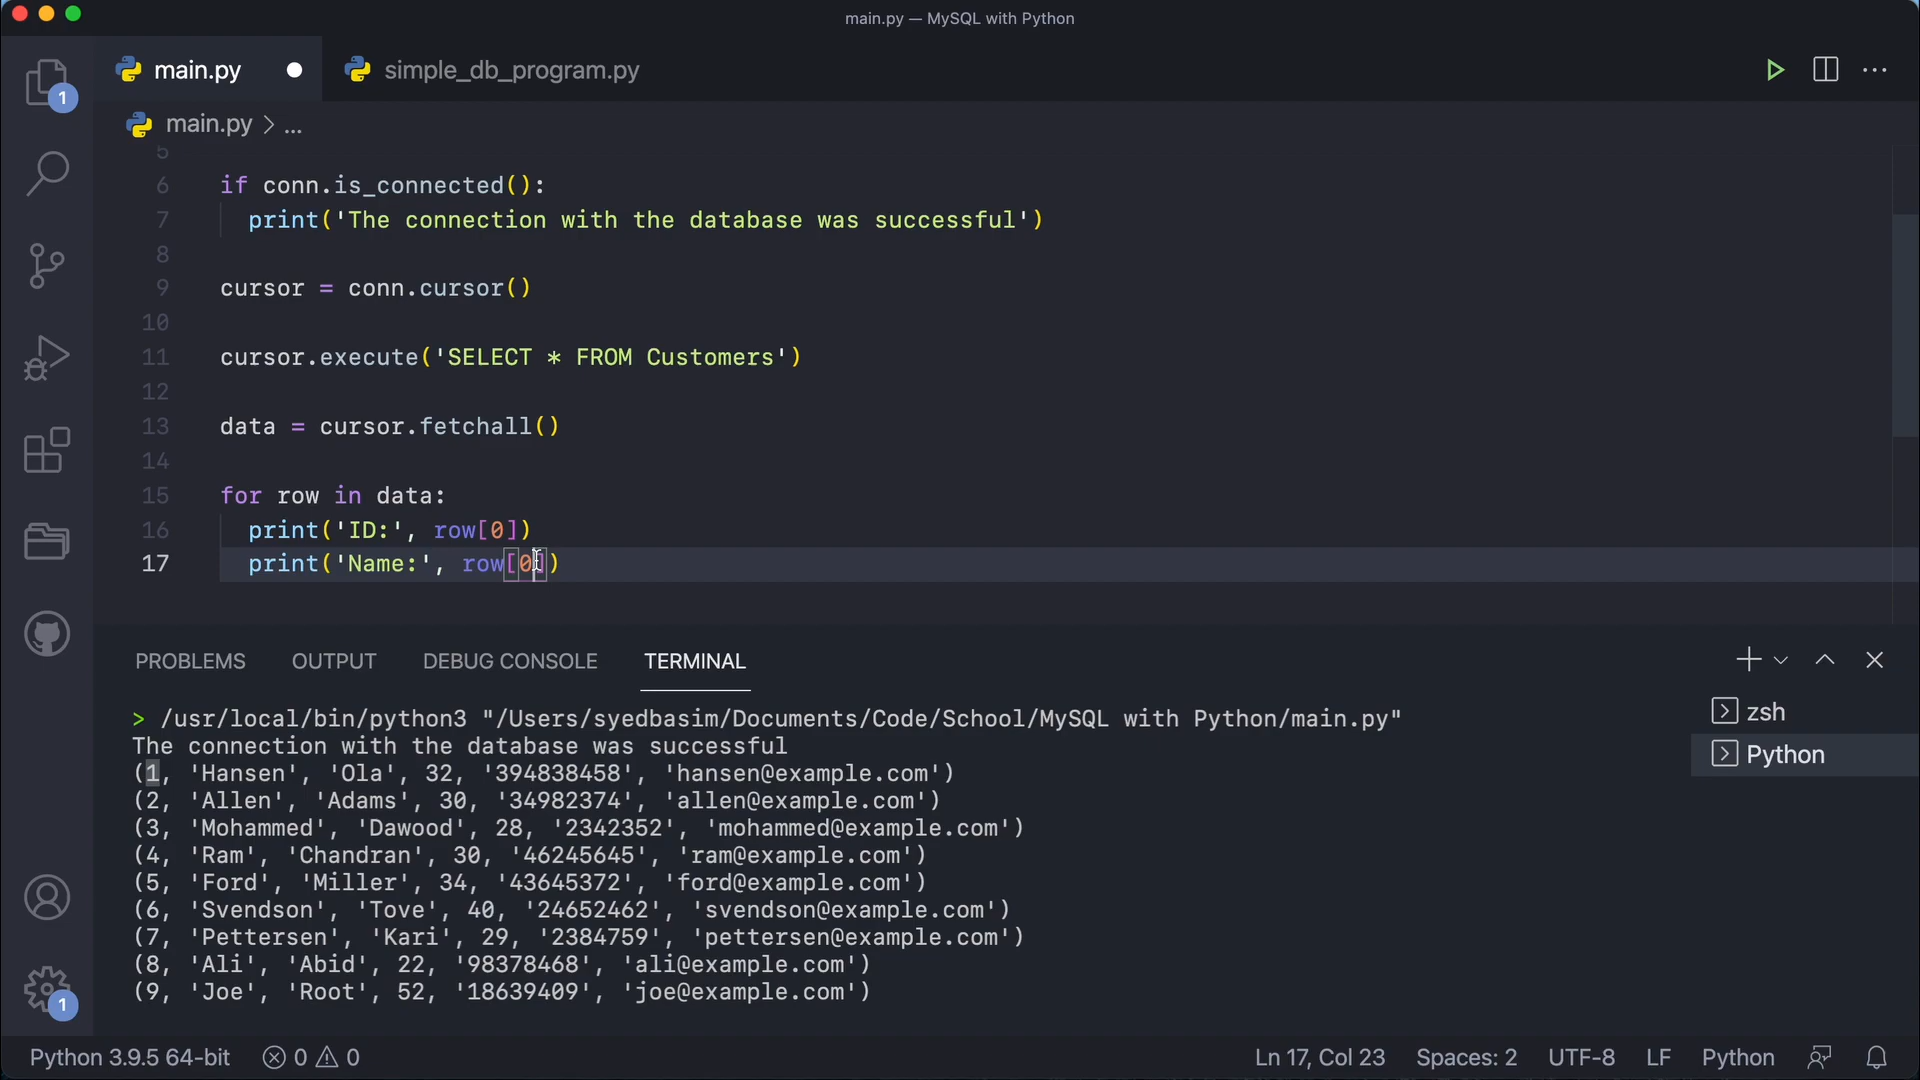 main.py — MySQL with Python
main.py
simple_db_program.py
1
main.py > ...
5
6 if conn.is_connected():
7 print('The connection with the database was successful')
8
9 cursor = conn.cursor()
10
11 cursor.execute('SELECT * FROM Customers')
12
13 data = cursor.fetchall()
14
15 for row in data:
16 print('ID:', row[0])
17 print('Name:', row[0])
PROBLEMS OUTPUT DEBUG CONSOLE TERMINAL
> /usr/local/bin/python3 "/Users/syedbasim/Documents/Code/School/MySQL with Python/main.py"
The connection with the database was successful
(1, 'Hansen', 'Ola', 32, '394838458', 'hansen@example.com')
(2, 'Allen', 'Adams', 30, '34982374', 'allen@example.com')
(3, 'Mohammed', 'Dawood', 28, '2342352', 'mohammed@example.com')
(4, 'Ram', 'Chandran', 30, '46245645', 'ram@example.com')
(5, 'Ford', 'Miller', 34, '43645372', 'ford@example.com')
(6, 'Svendson', 'Tove', 40, '24652462', 'svendson@example.com')
(7, 'Pettersen', 'Kari', 29, '2384759', 'pettersen@example.com')
(8, 'Ali', 'Abid', 22, '98378468', 'ali@example.com')
(9, 'Joe', 'Root', 52, '18639409', 'joe@example.com')
zsh
Python
1
Python 3.9.5 64-bit 0 0 Ln 17, Col 23 Spaces: 2 UTF-8 LF Python